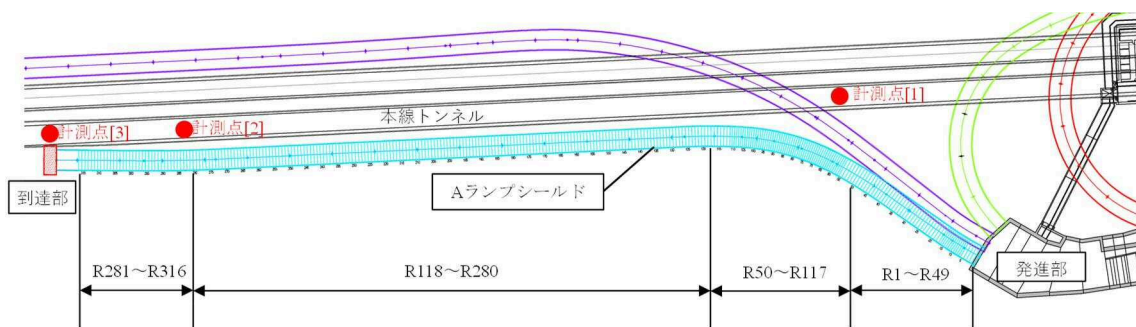 計測点[1]
本線トンネル
計測点[3]
計測点[2]
Aランプシールド
到達部
発進部
R281～R316
R118～R280
R50～R117
R1～R49